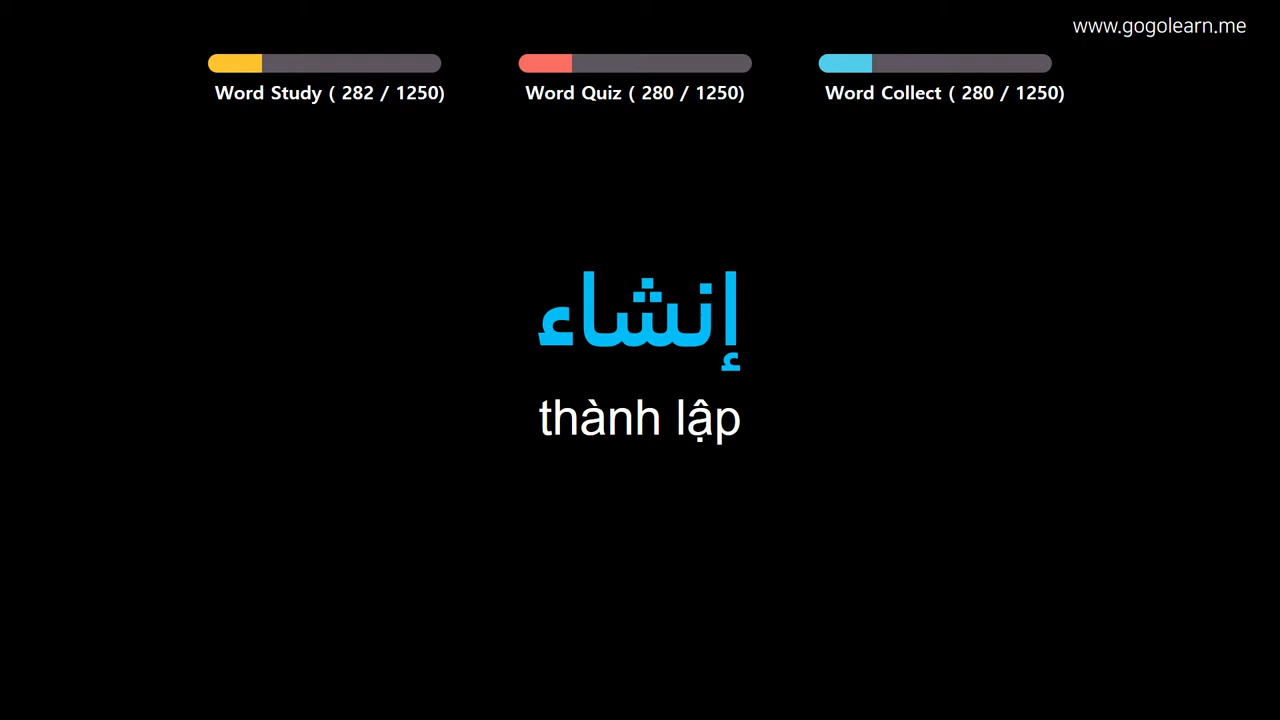 www.gogolearn.me
Word Study ( 282 / 1250)
Word Quiz ( 280 / 1250)
Word Collect ( 280 / 1250)
إنشاء
thành lập